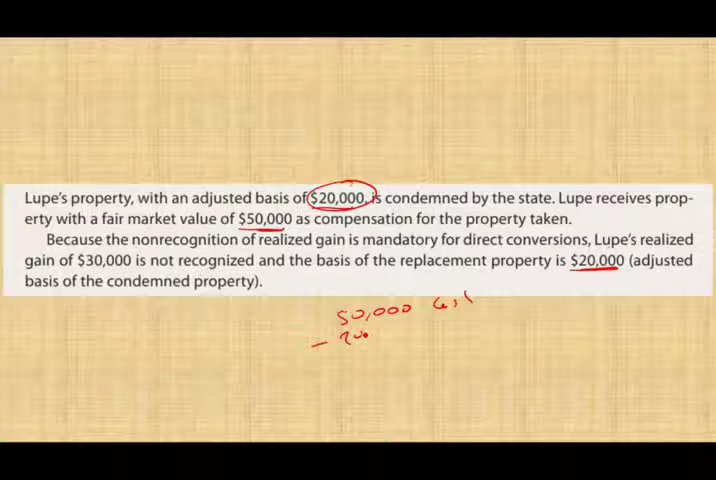 Lupe's property, with an adjusted basis of $20,000, is condemned by the state. Lupe receives prop-
erty with a fair market value of $50,000 as compensation for the property taken.
Because the nonrecognition of realized gain is mandatory for direct conversions, Lupe's realized
gain of $30,000 is not recognized and the basis of the replacement property is $20,000 (adjusted
basis of the condemned property).
50,000